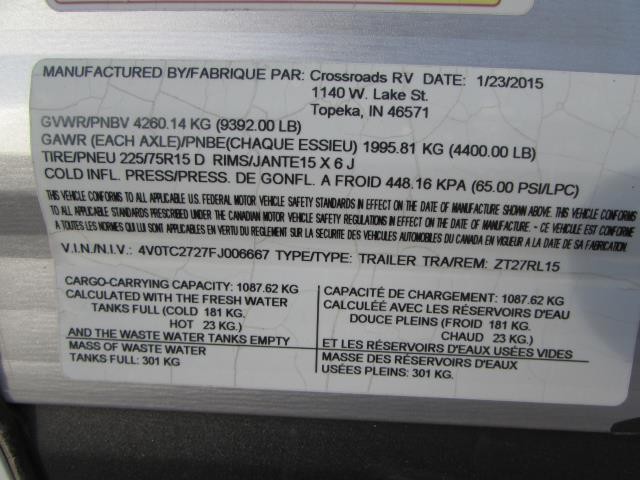 MANUFACTURED BY/FABRIQUE PAR: Crossroads RV DATE: 1/23/2015
1140 W. Lake St.
Topeka, IN 46571
GVWR/PNBV 4260.14 KG (9392.00 LB)
GAWR (EACH AXLE)/PNBE(CHAQUE ESSIEU) 1995.81 KG (4400.00 LB)
TIRE/PNEU 225/75R15 D RIMS/JANTE15 X 6 J
COLD INFL. PRESS/PRESS. DE GONFL. A FROID 448.16 KPA (65.00 PSI/LPC)
THIS VEHICLE CONFORMS TO ALL APPLICABLE U.S. FEDERAL MOTOR VEHICLE SAFETY STANDARDS IN EFFECT ON THE DATE OF MANUFACTURE SHOWN ABOVE. THIS VEHICLE CONFORMS
TO ALL APPLICABLE STANDARDS PRESCRIBED UNDER THE CANADIAN MOTOR VEHICLE SAFETY REGULATIONS IN EFFECT ON THE DATE OF MANUFACTURE - CE VEHICULE EST CONFORME
A TOUTES LES NORMES QUI LUI SONT APPLICABLES EN VERTU DU REGLEMENT SUR LA SECURITE DES VEHICULES AUTOMOBILES DU CANADA EN VIGUEUR A LA DATE DE SA FABRICATION.
V.I.N./N.I.V.: 4V0TC2727FJ006667 TYPE/TYPE: TRAILER TRA/REM: ZT27RL15
CARGO-CARRYING CAPACITY: 1087.62 KG
CALCULATED WITH THE FRESH WATER
TANKS FULL (COLD 181 KG.
HOT 23 KG.)
AND THE WASTE WATER TANKS EMPTY
MASS OF WASTE WATER
TANKS FULL: 301 KG
CAPACITÉ DE CHARGEMENT: 1087.62 KG
CALCULÉE AVEC LES RÉSERVOIRS D'EAU
DOUCE PLEINS (FROID 181 KG.
CHAUD 23 KG.)
ET LES RÉSERVOIRS D'EAUX USÉES VIDES
MASSE DES RÉSERVOIRS D'EAUX
USÉES PLEINS: 301 KG.